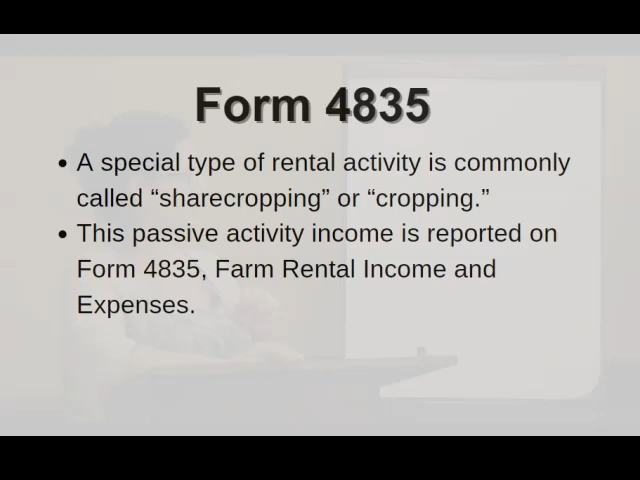 Form 4835
• A special type of rental activity is commonly
called “sharecropping” or “cropping.”
• This passive activity income is reported on
Form 4835, Farm Rental Income and
Expenses.